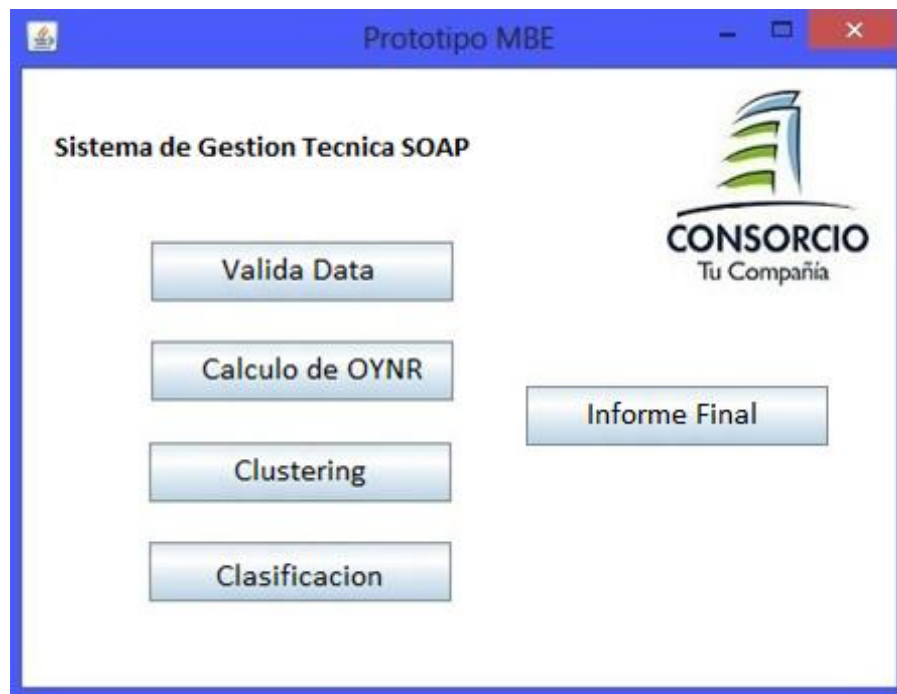 Prototipo MBE
Sistema de Gestion Tecnica SOAP
CONSORCIO
Tu Compañía
Valida Data
Calculo de OYNR
Informe Final
Clustering
Clasificacion